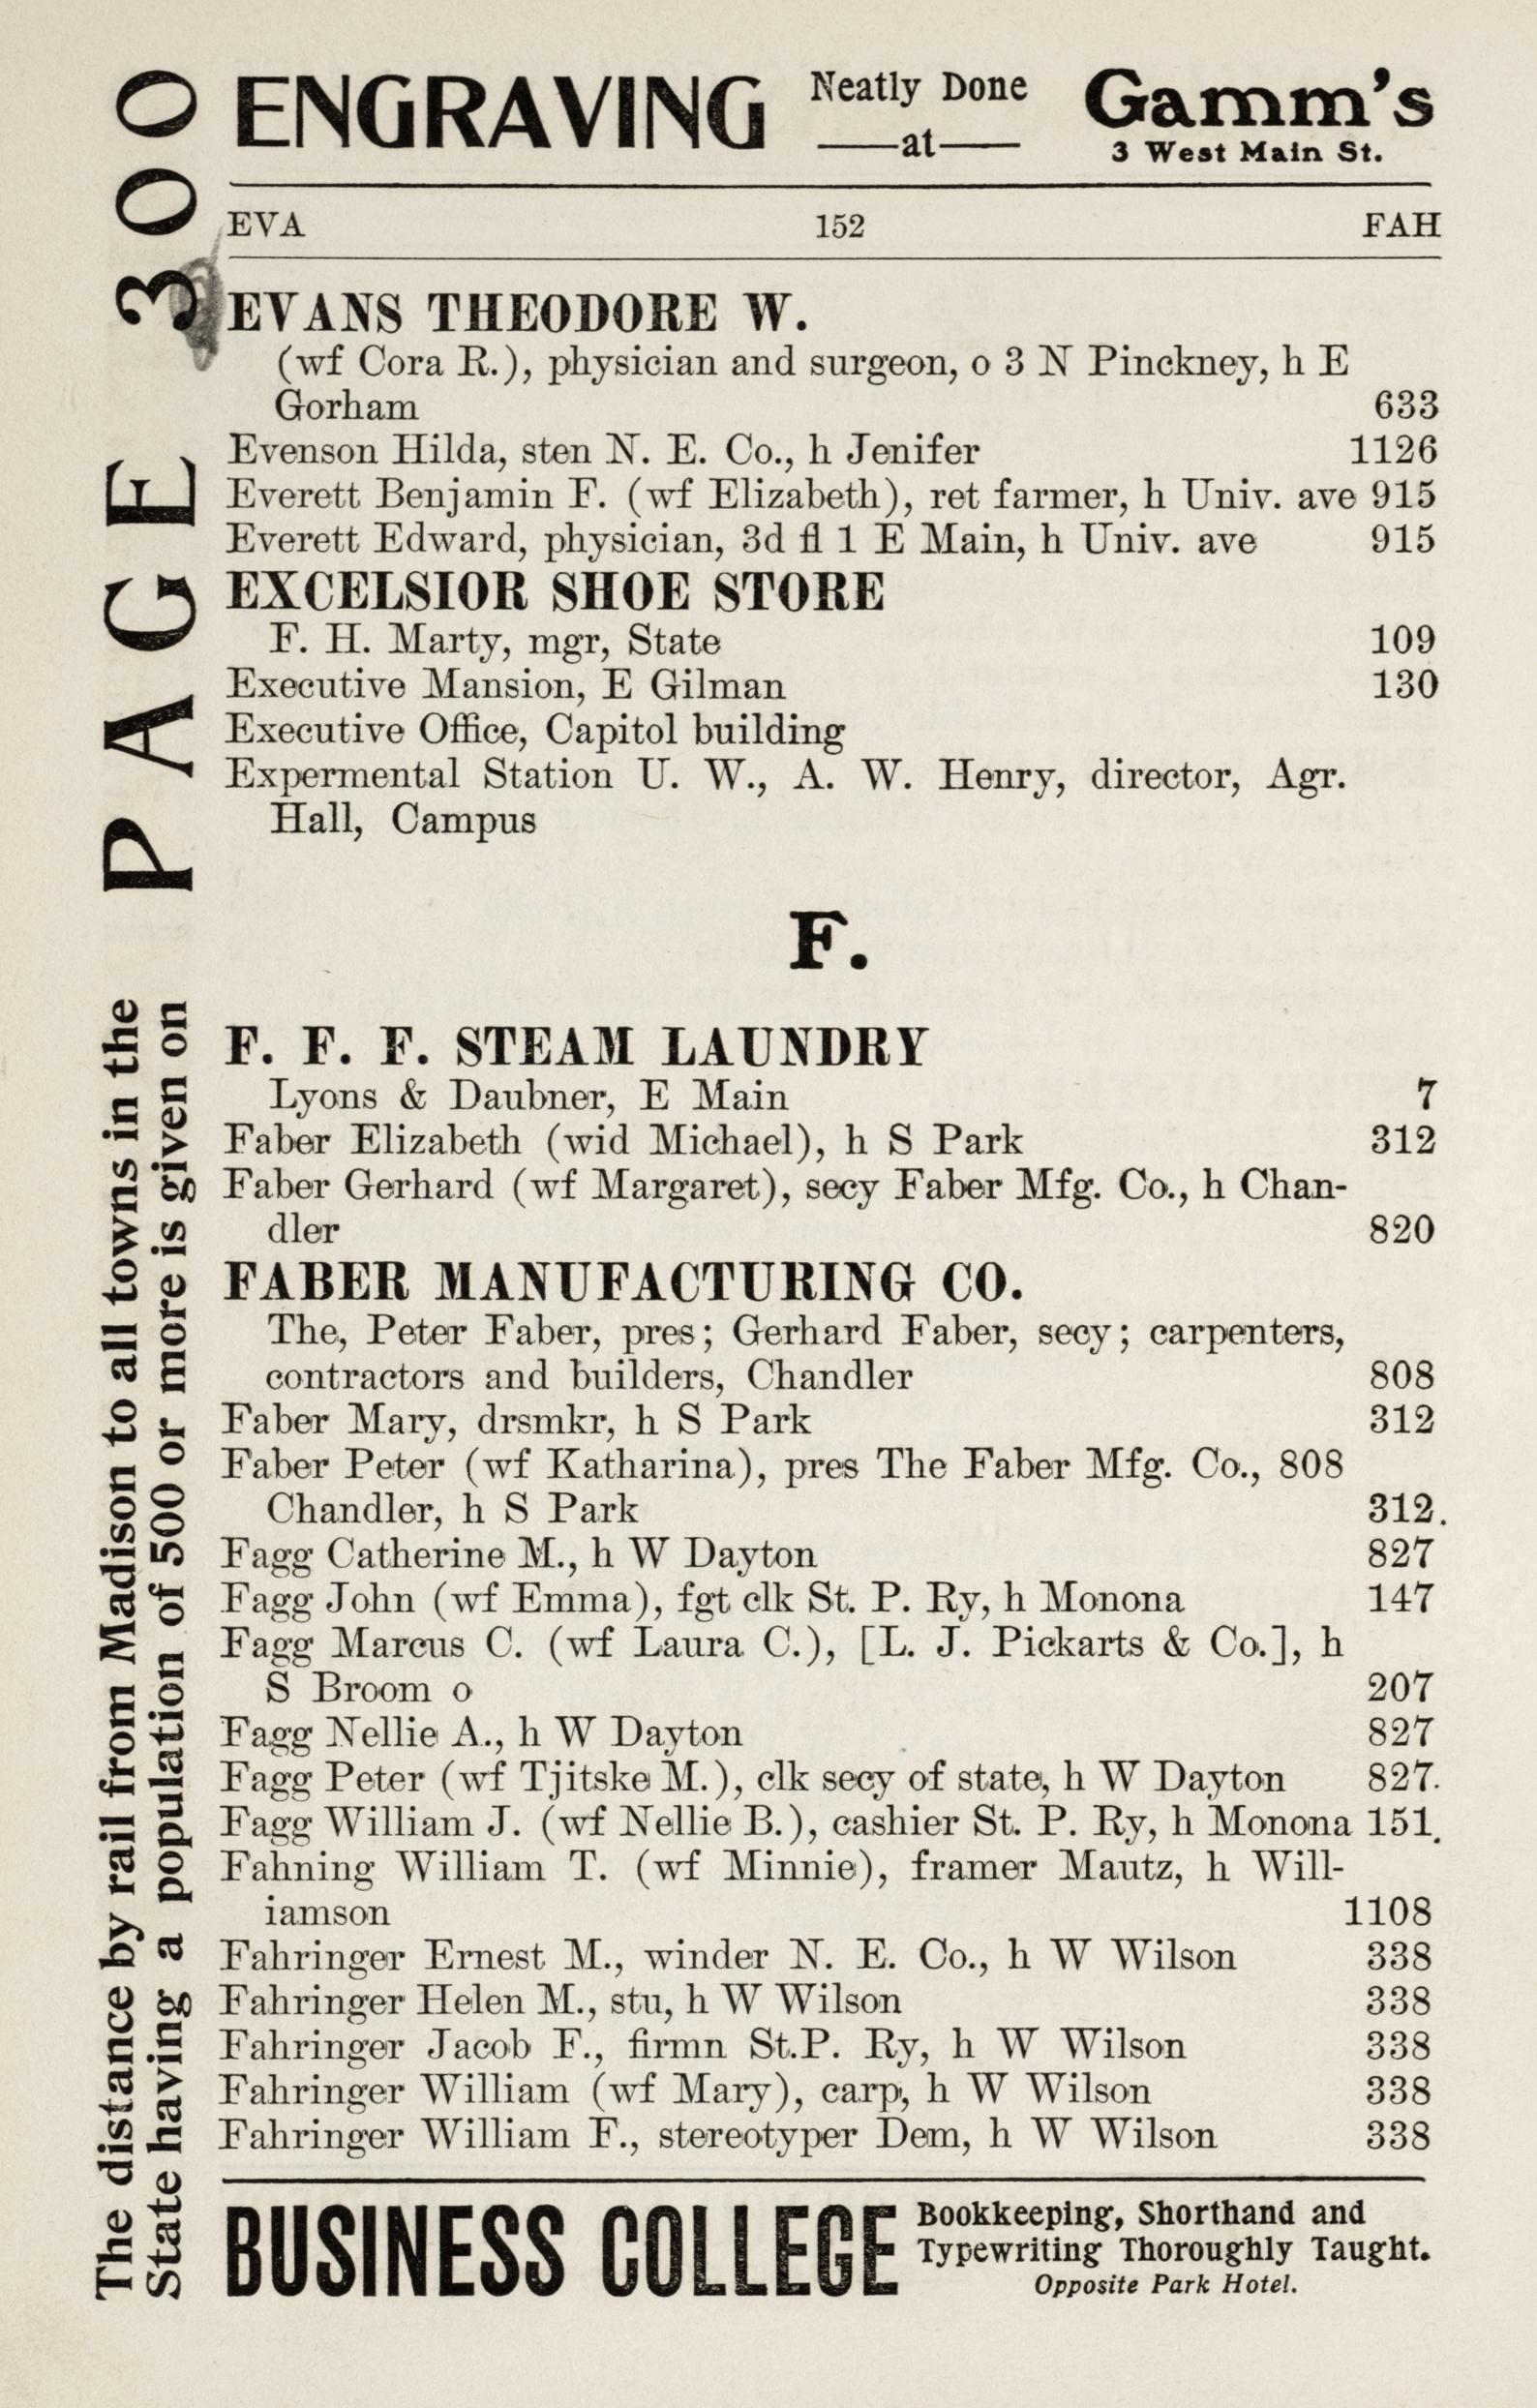 ENGRAVING Neatly Done
—at—
Gamm's
3 West Main St.
EVA 152 FAH
EVANS THEODORE W.
(wf Cora R.), physician and surgeon, o 3 N Pinckney, h E
Gorham 633
Evenson Hilda, sten N. E. Co., h Jenifer 1126
Everett Benjamin F. (wf Elizabeth), ret farmer, h Univ. ave 915
Everett Edward, physician, 3d fl 1 E Main, h Univ. ave 915
EXCELSIOR SHOE STORE
F. H. Marty, mgr, State 109
Executive Mansion, E Gilman 130
Executive Office, Capitol building
Expermental Station U. W., A. W. Henry, director, Agr.
Hall, Campus
F.
F. F. F. STEAM LAUNDRY
Lyons & Daubner, E Main 7
Faber Elizabeth (wid Michael), h S Park 312
Faber Gerhard (wf Margaret), secy Faber Mfg. Co., h Chan-
dler 820
FABER MANUFACTURING CO.
The, Peter Faber, pres; Gerhard Faber, secy; carpenters,
contractors and builders, Chandler 808
Faber Mary, drsmkr, h S Park 312
Faber Peter (wf Katharina), pres The Faber Mfg. Co., 808
Chandler, h S Park 312.
Fagg Catherine M., h W Dayton 827
Fagg John (wf Emma), fgt clk St. P. Ry, h Monona 147
Fagg Marcus C. (wf Laura C.), [L. J. Pickarts & Co.], h
S Broom o 207
Fagg Nellie A., h W Dayton 827
Fagg Peter (wf Tjitske M.), clk secy of state, h W Dayton 827.
Fagg William J. (wf Nellie B.), cashier St. P. Ry, h Monona 151.
Fahning William T. (wf Minnie), framer Mautz, h Will-
iamson 1108
Fahringer Ernest M., winder N. E. Co., h W Wilson 338
Fahringer Helen M., stu, h W Wilson 338
Fahringer Jacob F., firmn St.P. Ry, h W Wilson 338
Fahringer William (wf Mary), carp, h W Wilson 338
Fahringer William F., stereotyper Dem, h W Wilson 338
BUSINESS COLLEGE Bookkeeping, Shorthand and
Typewriting Thoroughly Taught.
Opposite Park Hotel.
The distance by rail from Madison to all towns in the
State having a population of 500 or more is given on
PAGE 300